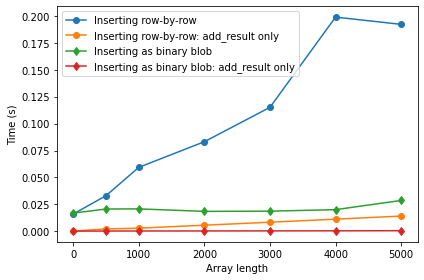 0.200
0.175
0.150
0.125
0.100
0.075
0.050
0.025
0.000
Time (s)
Inserting row-by-row
Inserting row-by-row: add_result only
Inserting as binary blob
Inserting as binary blob: add_result only
0 1000 2000 3000 4000 5000
Array length